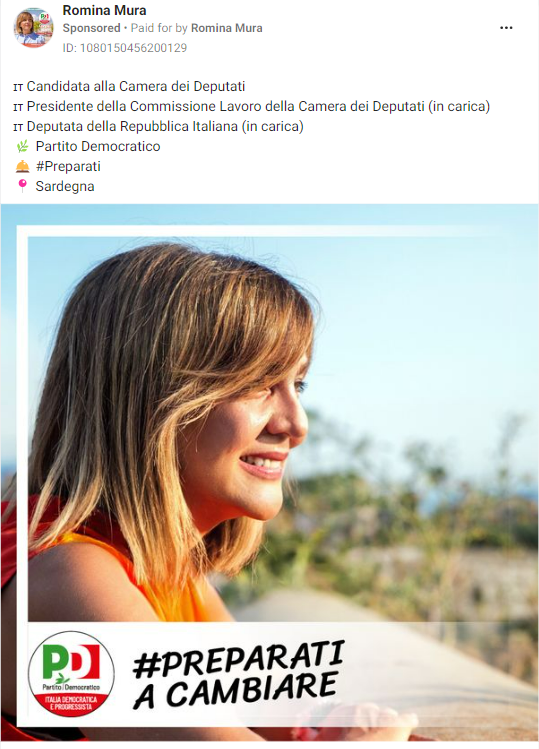 Romina Mura
Sponsored • Paid for by Romina Mura
ID: 1080150456200129
IT Candidata alla Camera dei Deputati
IT Presidente della Commissione Lavoro della Camera dei Deputati (in carica)
IT Deputata della Repubblica Italiana (in carica)
🌿 Partito Democratico
🛎️ #Preparati
📍 Sardegna
PD
Partito Democratico
ITALIA DEMOCRATICA
E PROGRESSISTA
#PREPARATI
A CAMBIARE